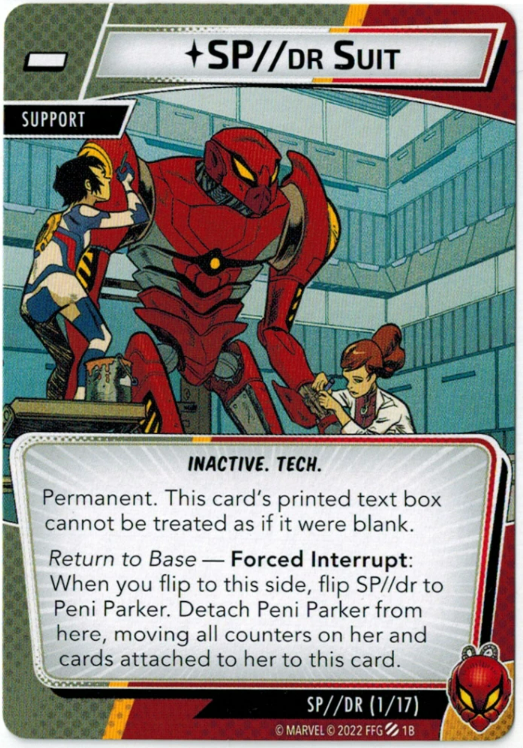 SP//DR SUIT
SUPPORT
INACTIVE. TECH.
Permanent. This card's printed text box
cannot be treated as if it were blank.
Return to Base — Forced Interrupt:
When you flip to this side, flip SP//dr to
Peni Parker. Detach Peni Parker from
here, moving all counters on her and
cards attached to her to this card.
SP//DR (1/17)
© MARVEL © 2022 FFG 1B